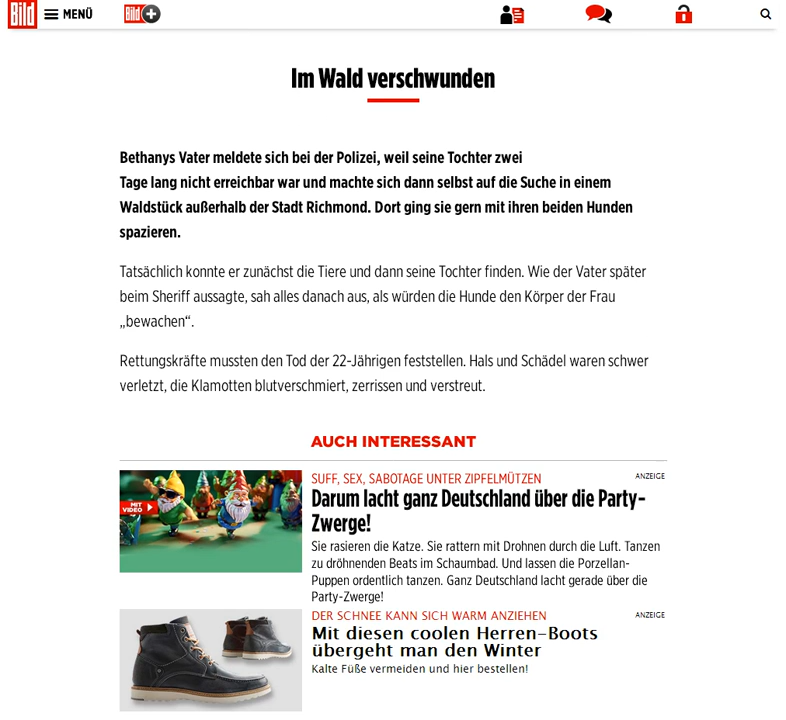 Bild MENÜ Bild +
Im Wald verschwunden
Bethanys Vater meldete sich bei der Polizei, weil seine Tochter zwei
Tage lang nicht erreichbar war und machte sich dann selbst auf die Suche in einem
Waldstück außerhalb der Stadt Richmond. Dort ging sie gern mit ihren beiden Hunden
spazieren.
Tatsächlich konnte er zunächst die Tiere und dann seine Tochter finden. Wie der Vater später
beim Sheriff aussagte, sah alles danach aus, als würden die Hunde den Körper der Frau
„bewachen“.
Rettungskräfte mussten den Tod der 22-Jährigen feststellen. Hals und Schädel waren schwer
verletzt, die Klamotten blutverschmiert, zerrissen und verstreut.
AUCH INTERESSANT
MIT
VIDEO
SUFF, SEX, SABOTAGE UNTER ZIPFELMÜTZEN
ANZEIGE
Darum lacht ganz Deutschland über die Party-
Zwerge!
Sie rasieren die Katze. Sie rattern mit Drohnen durch die Luft. Tanzen
zu dröhnenden Beats im Schaumbad. Und lassen die Porzellan-
Puppen ordentlich tanzen. Ganz Deutschland lacht gerade über die
Party-Zwerge!
DER SCHNEE KANN SICH WARM ANZIEHEN
ANZEIGE
Mit diesen coolen Herren-Boots
übergeht man den Winter
Kalte Füße vermeiden und hier bestellen!